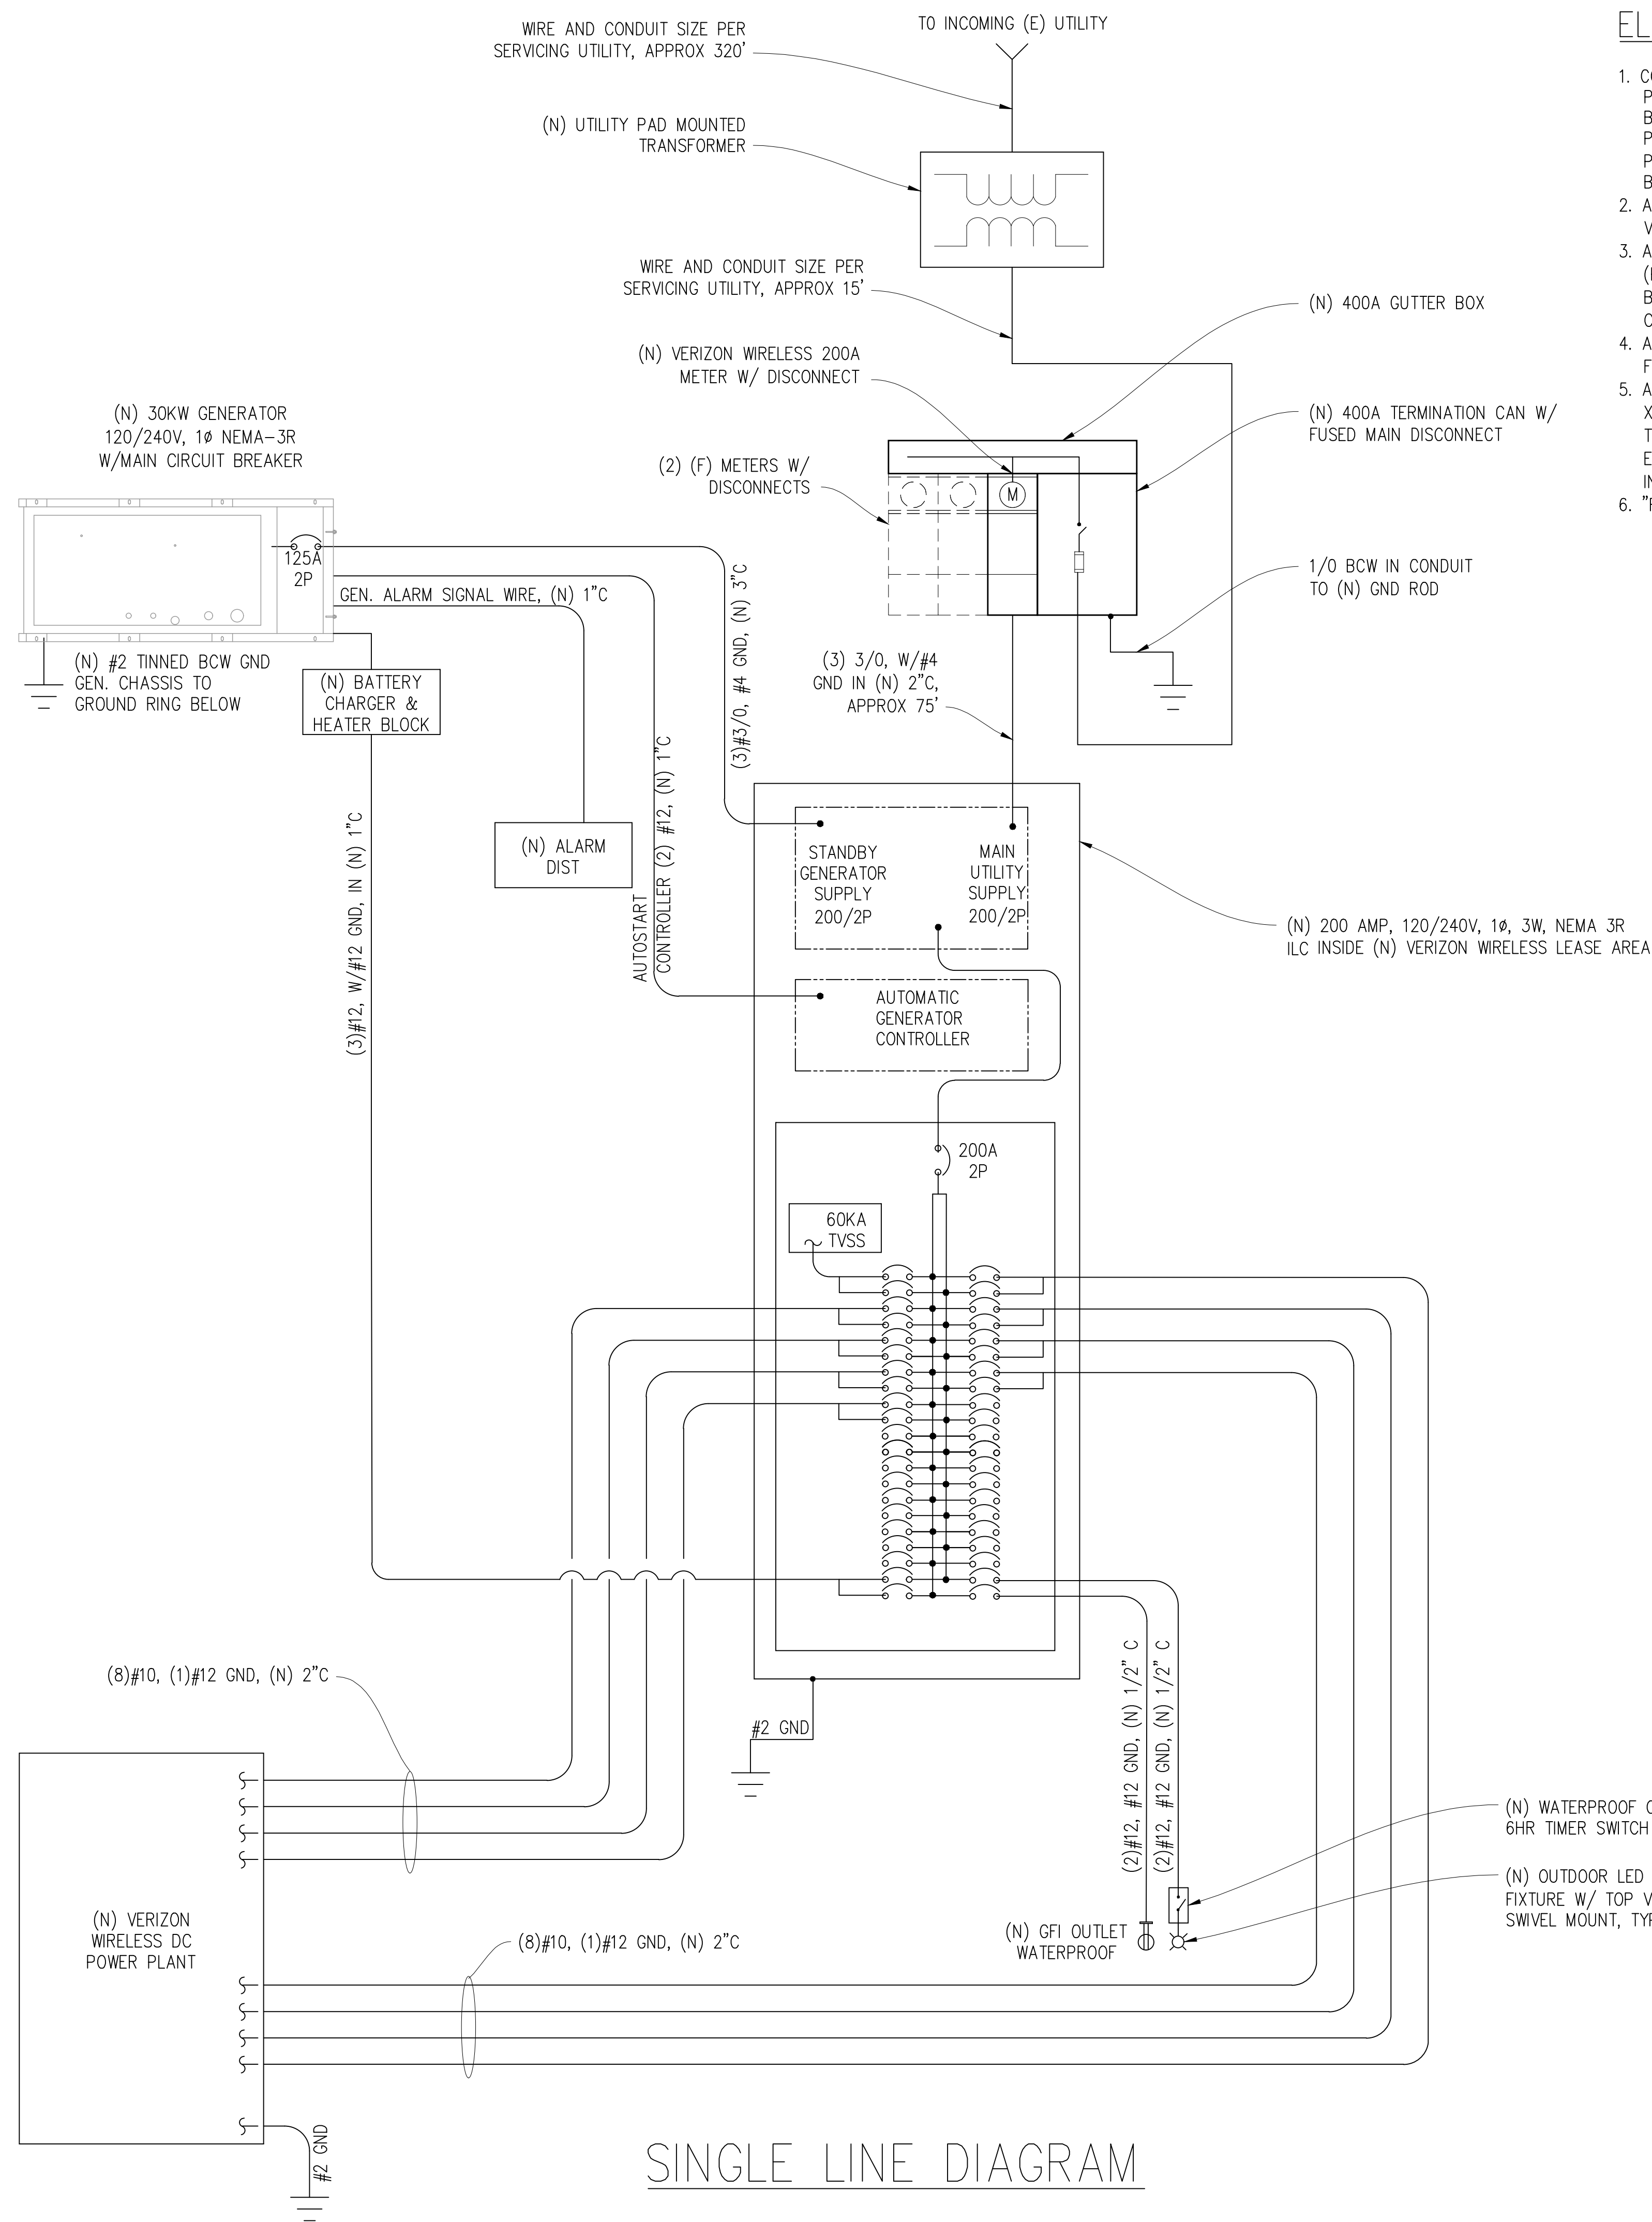 TO INCOMING (E) UTILITY
WIRE AND CONDUIT SIZE PER
SERVICING UTILITY, APPROX 320'
(N) UTILITY PAD MOUNTED
TRANSFORMER
WIRE AND CONDUIT SIZE PER
SERVICING UTILITY, APPROX 15'
(N) 400A GUTTER BOX
(N) VERIZON WIRELESS 200A
METER W/ DISCONNECT
(N) 400A TERMINATION CAN W/
FUSED MAIN DISCONNECT
(2) (F) METERS W/
DISCONNECTS
M
1/0 BCW IN CONDUIT
TO (N) GND ROD
(N) 30KW GENERATOR
120/240V, 1ø NEMA-3R
W/MAIN CIRCUIT BREAKER
125A
2P
GEN. ALARM SIGNAL WIRE, (N) 1"C
(N) #2 TINNED BCW GND
GEN. CHASSIS TO
GROUND RING BELOW
(N) BATTERY
CHARGER &
HEATER BLOCK
(3)#3/0, #4 GND, (N) 3"C
(3) 3/0, W/#4
GND IN (N) 2"C,
APPROX 75'
AUTOSTART
CONTROLLER (2) #12, (N) 1"C
(3)#12, W/#12 GND, IN (N) 1"C
(N) ALARM
DIST
STANDBY
GENERATOR
SUPPLY
200/2P
MAIN
UTILITY
SUPPLY
200/2P
(N) 200 AMP, 120/240V, 1ø, 3W, NEMA 3R
ILC INSIDE (N) VERIZON WIRELESS LEASE AREA
AUTOMATIC
GENERATOR
CONTROLLER
200A
2P
60KA
TVSS
(8)#10, (1)#12 GND, (N) 2"C
#2 GND
(2)#12, #12 GND, (N) 1/2" C
(2)#12, #12 GND, (N) 1/2" C
(N) WATERPROOF
6HR TIMER SWITCH
(N) OUTDOOR LED
FIXTURE W/ TOP
SWIVEL MOUNT,
(N) GFI OUTLET
WATERPROOF
(N) VERIZON
WIRELESS DC
POWER PLANT
(8)#10, (1)#12 GND, (N) 2"C
#2 GND
SINGLE LINE DIAGRAM
EL
1.
2. A
3. A
4. A
5. A
6.